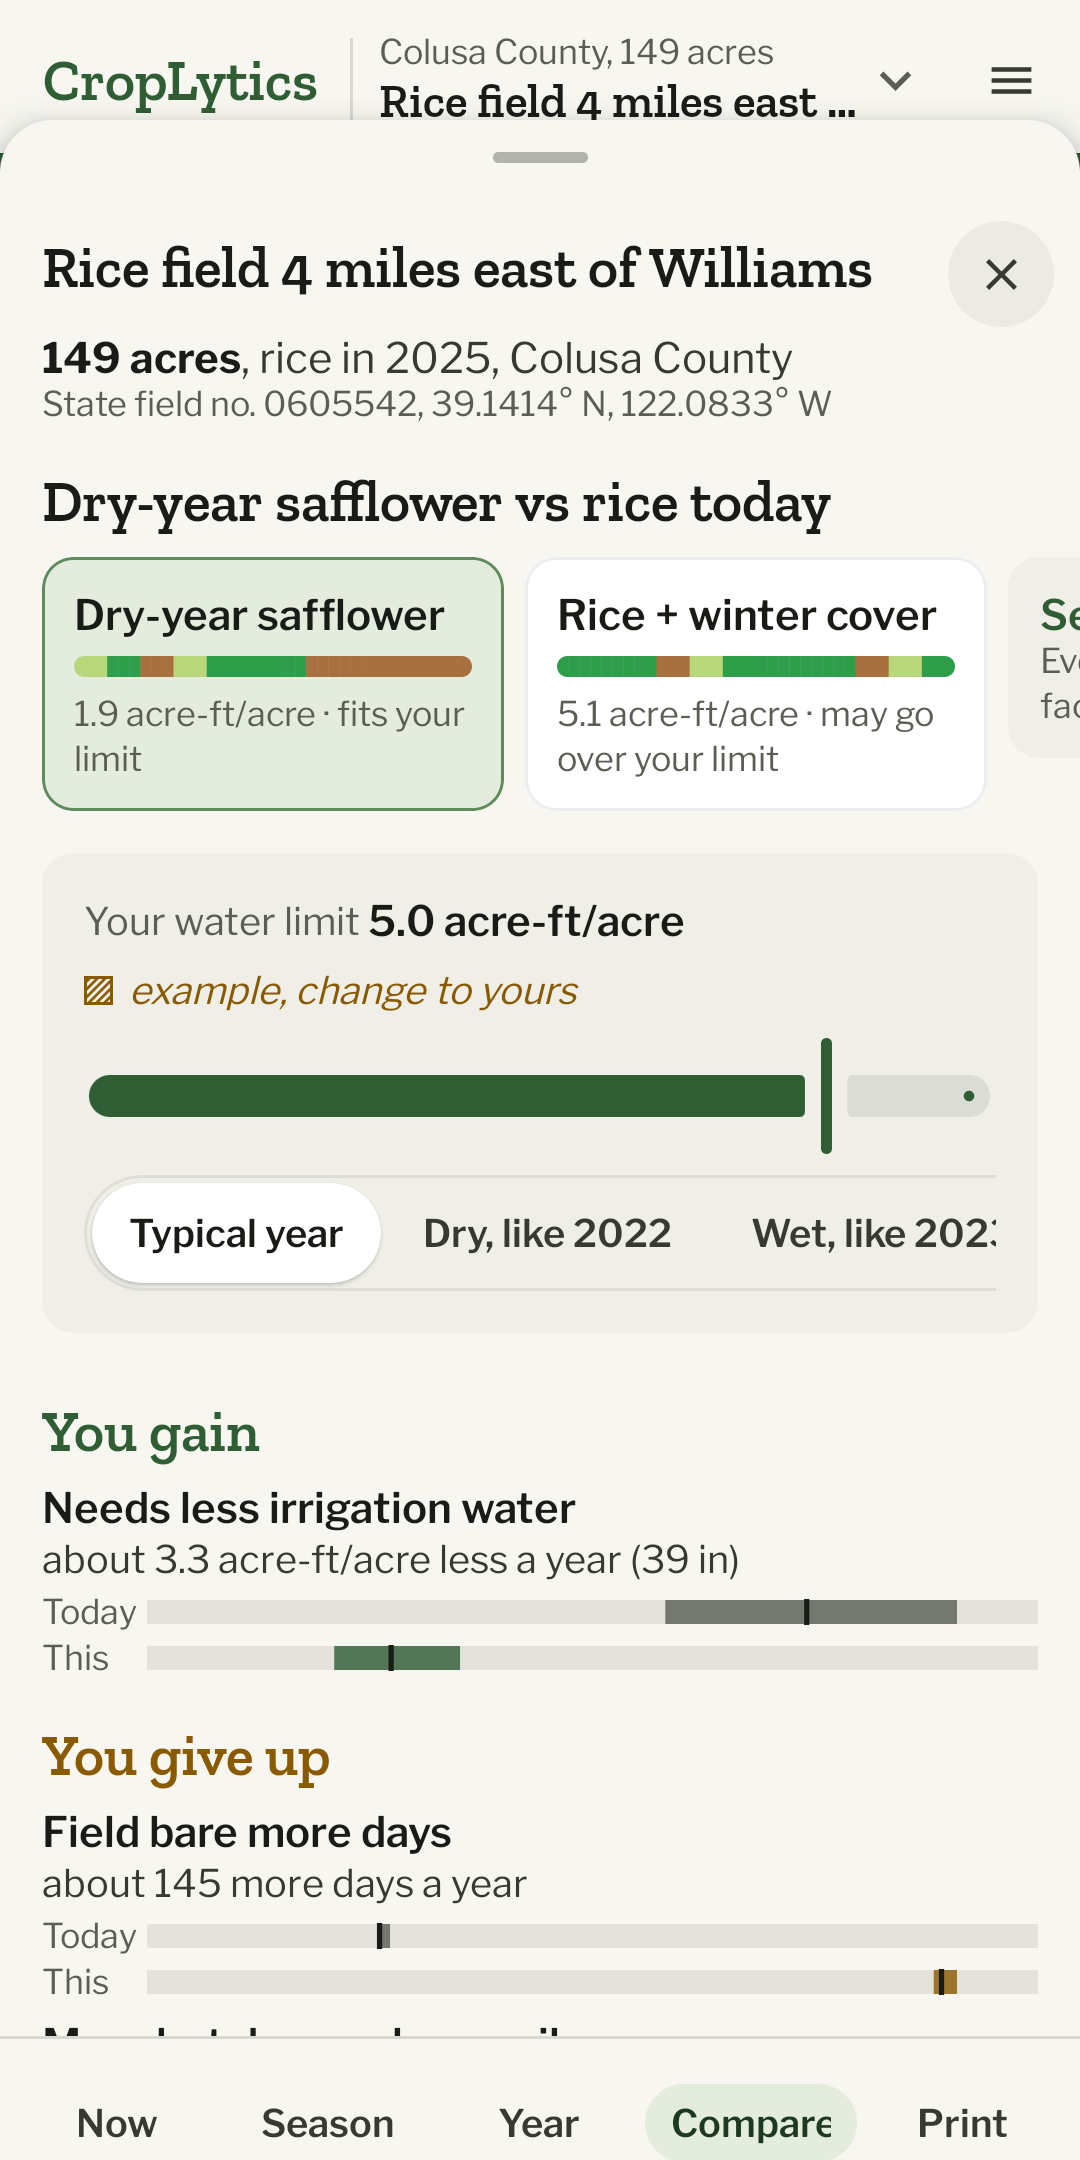 CropLytics
Colusa County, 149 acres
Rice field 4 miles east ...
Rice field 4 miles east of Williams
149 acres, rice in 2025, Colusa County
State field no. 0605542, 39.1414° N, 122.0833° W
Dry-year safflower vs rice today
Dry-year safflower
1.9 acre-ft/acre · fits your
limit
Rice + winter cover
5.1 acre-ft/acre · may go
over your limit
Your water limit 5.0 acre-ft/acre
example, change to yours
Typical year
Dry, like 2022
Wet, like 202
You gain
Needs less irrigation water
about 3.3 acre-ft/acre less a year (39 in)
Today
This
You give up
Field bare more days
about 145 more days a year
Today
This
Now
Season
Year
Compare
Print